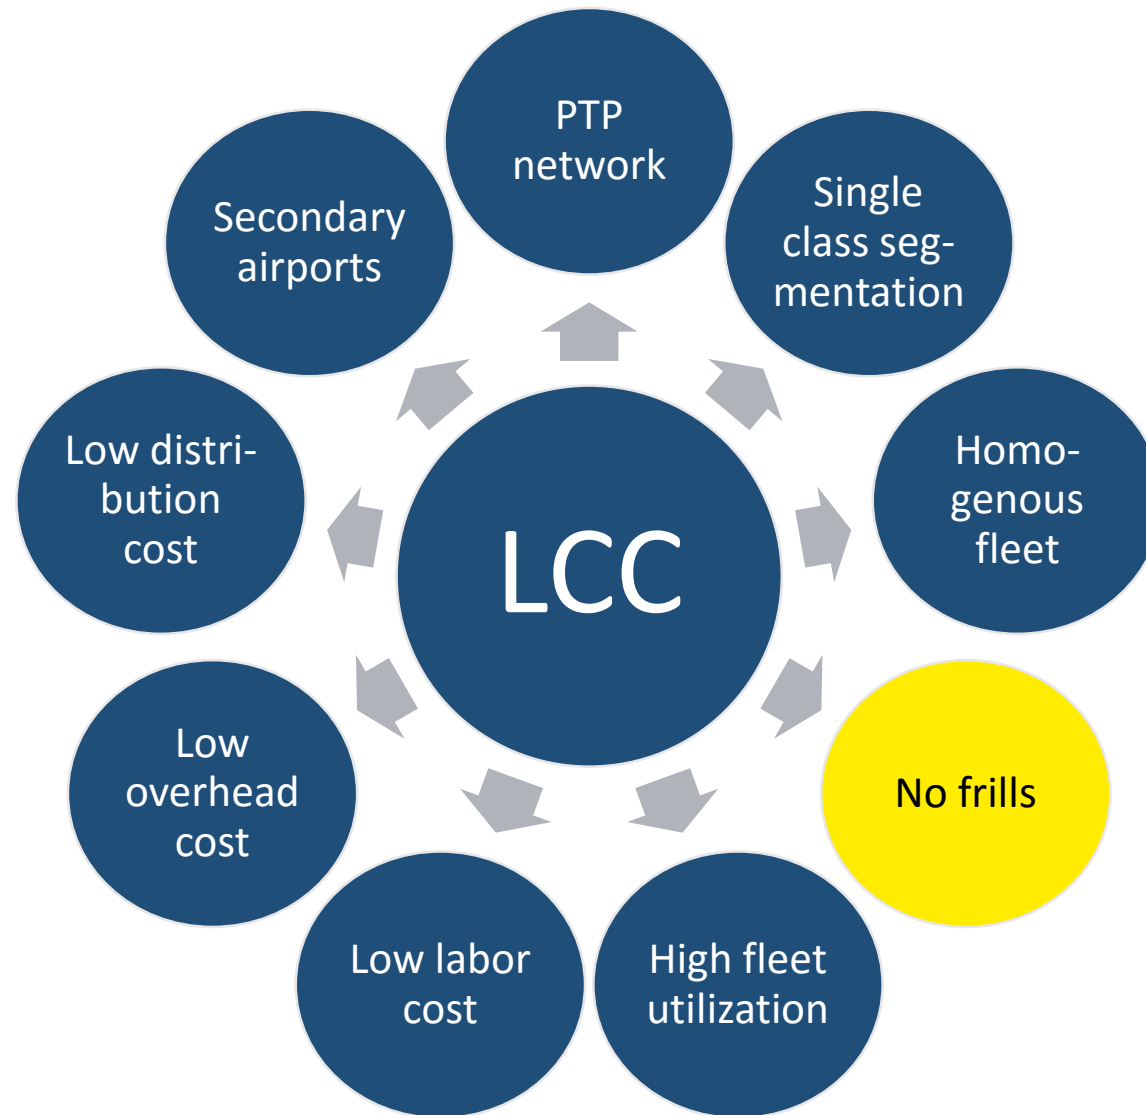 PTP
network
Single
class seg-
mentation
Homo-
genous
fleet
No frills
High fleet
utilization
Low labor
cost
Low
overhead
cost
Low distri-
bution
cost
Secondary
airports
LCC